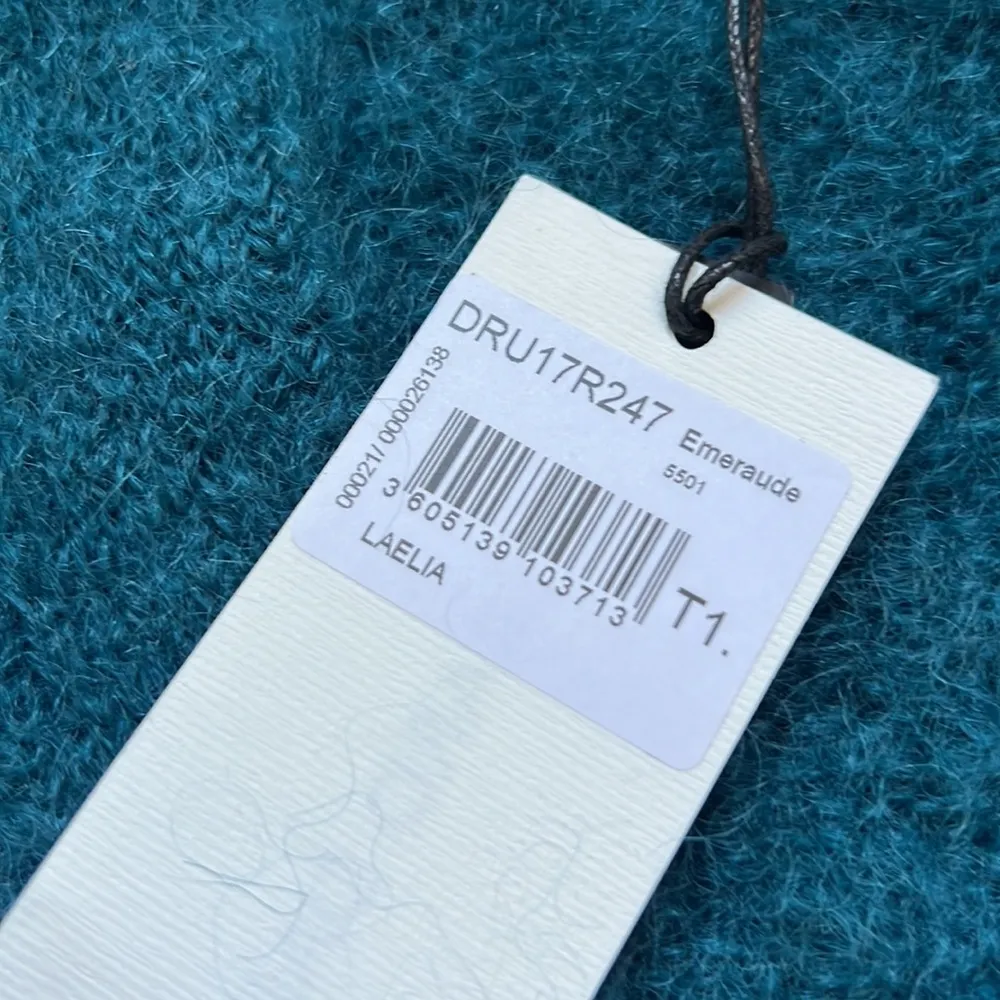 DRU17R247
Emeraude
5501
00021/ 000026138
3 605139 103713
T1.
LAELIA